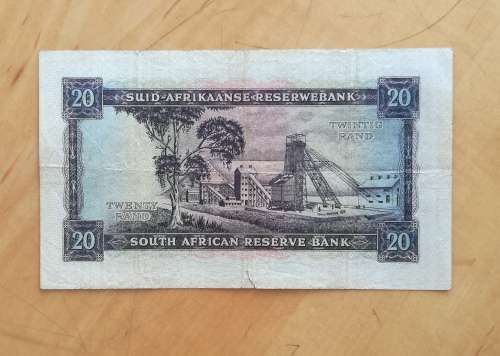 20 SUID-AFRIKAANSE RESERWEBANK 20
TWINTIG
RAND
TWENTY
RAND
20 SOUTH AFRICAN RESERVE BANK 20